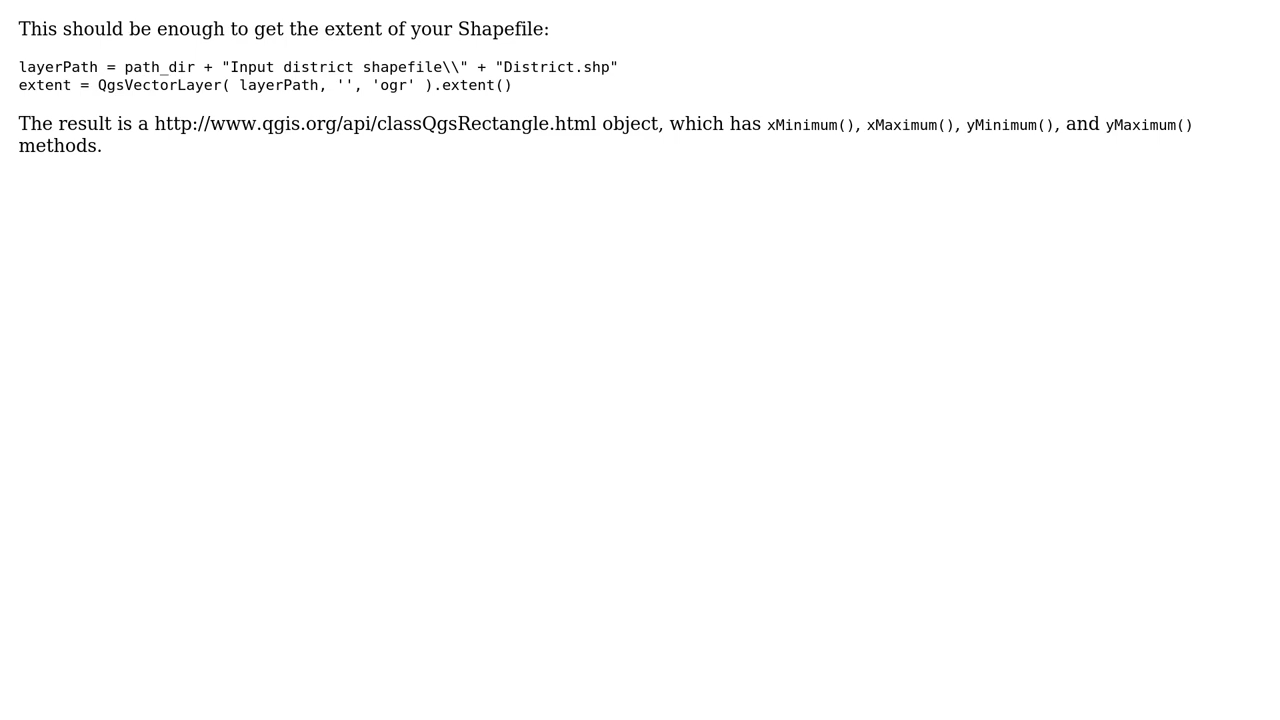 This should be enough to get the extent of your Shapefile:
layerPath = path_dir + "Input district shapefile\\" + "District.shp"
extent = QgsVectorLayer( layerPath, '', 'ogr' ).extent()
The result is a http://www.qgis.org/api/classQgsRectangle.html object, which has xMinimum(), xMaximum(), yMinimum(), and yMaximum()
methods.